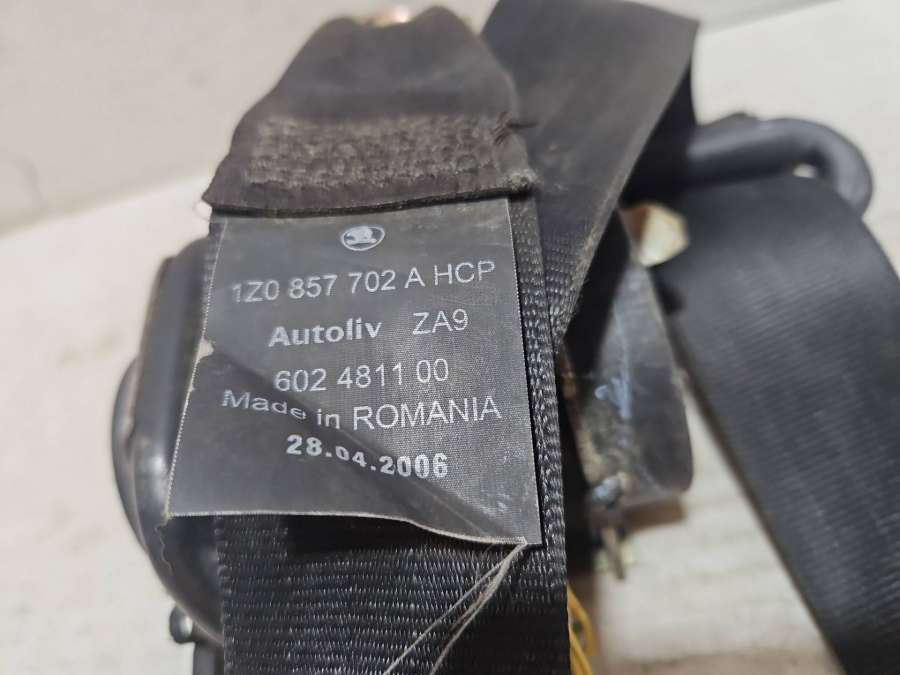 1Z0 857 702 A HCP
Autoliv ZA9
602 4811 00
Made in ROMANIA
28.04.2006